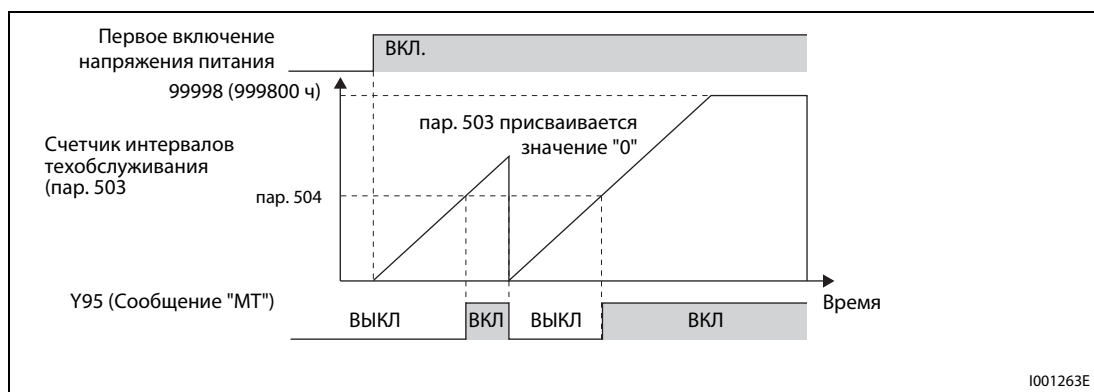 Первое включение
напряжения питания
ВКЛ.
99998 (999800 ч)
пар. 503 присваивается
значение "0"
Счетчик интервалов
техобслуживания
(пар. 503
пар. 504
Y95 (Сообщение "МТ")
Время
ВЫКЛ
ВКЛ
ВЫКЛ
ВКЛ
I001263E